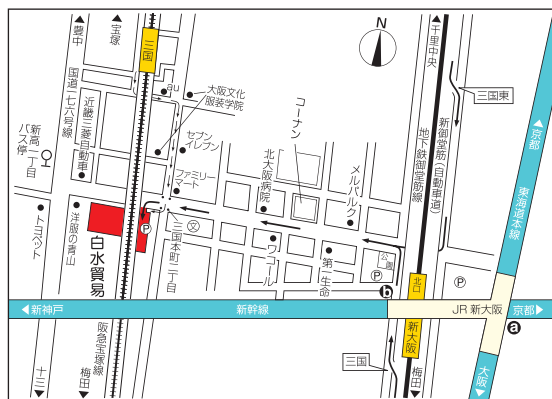 豊中
宝塚
三国
N
千里中央
国道一七六号線
近畿三菱自動車
au
大阪文化
服装学院
コーナン
三国東
新御堂筋(自動車道)
地下鉄御堂筋線
京都
東海道本線
新高一丁目
バス停
セブン
イレブン
ファミリー
マート
北大阪病院
メルパルク
トヨペット
洋服の青山
白水貿易
P
三国本町二丁目
文
ワコール
第一生命
公園
P
P
北口
新大阪
b
新神戸
新幹線
JR 新大阪
京都
a
阪急宝塚線
三国
十三
梅田
梅田
大阪